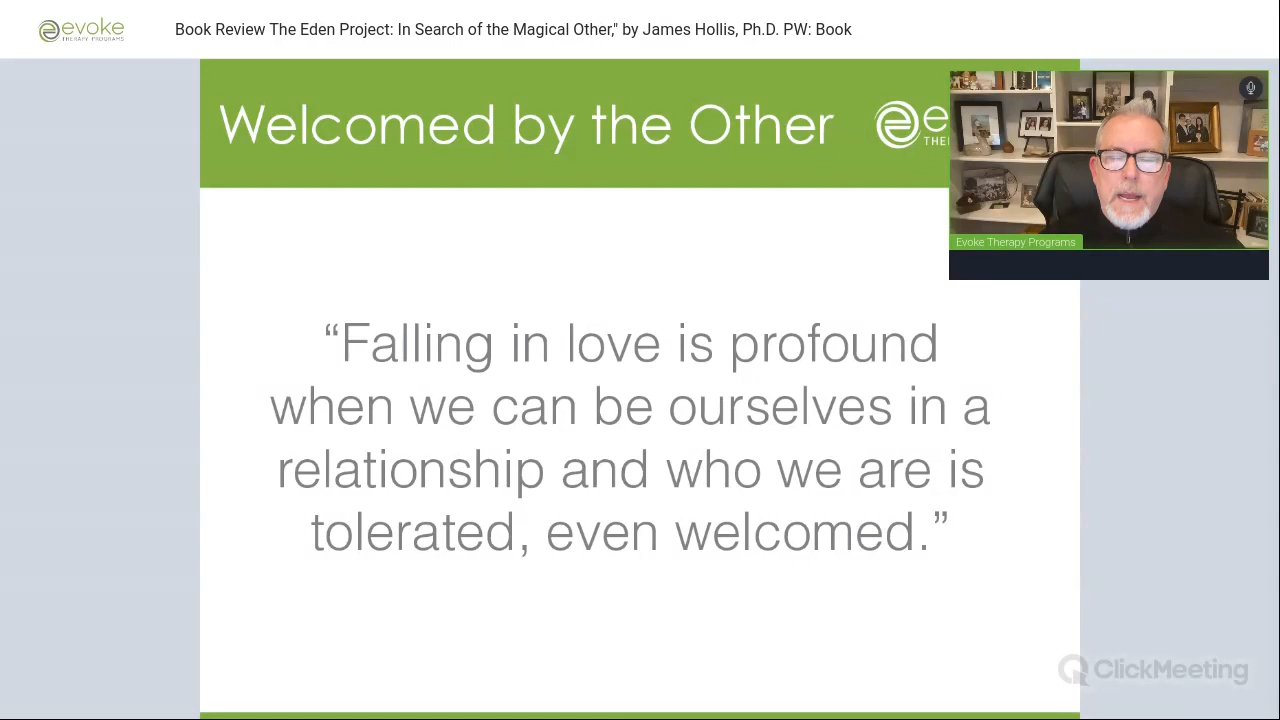 evoke
THERAPY PROGRAMS
Book Review The Eden Project: In Search of the Magical Other," by James Hollis, Ph.D. PW: Book
Welcomed by the Other
e
THE
Evoke Therapy Programs
“Falling in love is profound
when we can be ourselves in a
relationship and who we are is
tolerated, even welcomed.”
ClickMeeting